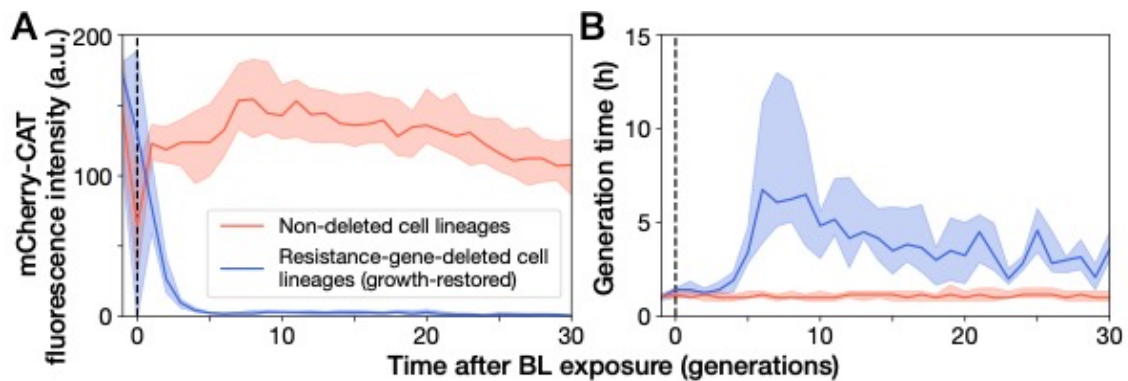 A
B
200
100
0
mCherry-CAT
fluorescence intensity (a.u.)
Non-deleted cell lineages
Resistance-gene-deleted cell
lineages (growth-restored)
0
10
20
30
15
10
5
0
Generation time (h)
0
10
20
30
Time after BL exposure (generations)